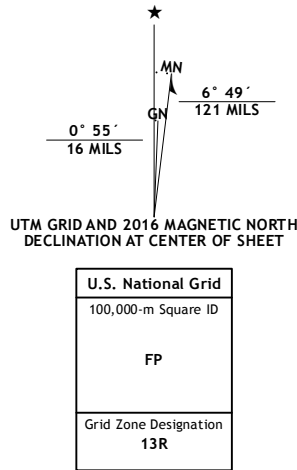 MN
GN
6° 49´
121 MILS
0° 55´
16 MILS
UTM GRID AND 2016 MAGNETIC NORTH
DECLINATION AT CENTER OF SHEET
U.S. National Grid
100,000-m Square ID
FP
Grid Zone Designation
13R